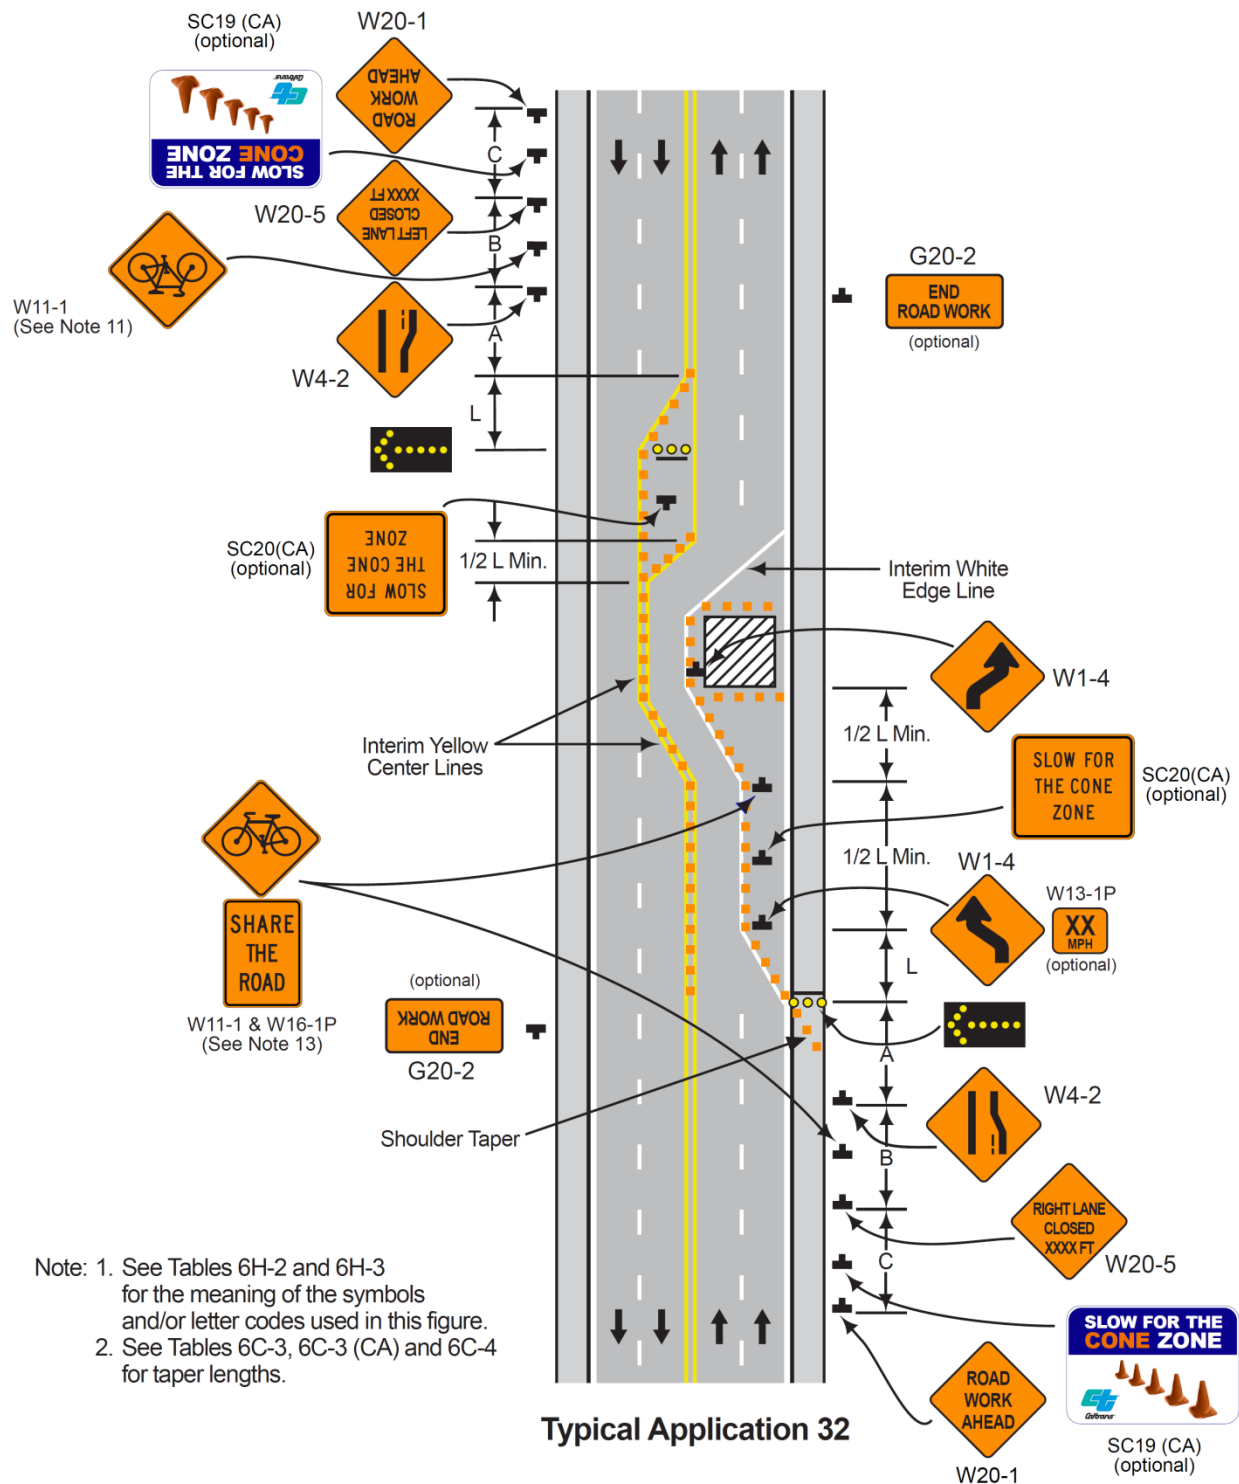 SC19 (CA)
(optional)
W20-1
ROAD
WORK
AHEAD
Caltrans
SLOW FOR THE
CONE ZONE
W20-5
LEFT LANE
CLOSED
XXXX FT
C
B
A
L
W11-1
(See Note 11)
W4-2
G20-2
END
ROAD WORK
(optional)
SC20(CA)
(optional)
SLOW FOR
THE CONE
ZONE
1/2 L Min.
Interim White
Edge Line
W1-4
1/2 L Min.
Interim Yellow
Center Lines
SLOW FOR
THE CONE
ZONE
SC20(CA)
(optional)
1/2 L Min.
W1-4
W13-1P
XX
MPH
(optional)
SHARE
THE
ROAD
W11-1 & W16-1P
(See Note 13)
L
(optional)
END
ROAD WORK
G20-2
A
W4-2
Shoulder Taper
B
RIGHT LANE
CLOSED
XXXX FT
W20-5
C
Note: 1. See Tables 6H-2 and 6H-3
for the meaning of the symbols
and/or letter codes used in this figure.
2. See Tables 6C-3, 6C-3 (CA) and 6C-4
for taper lengths.
SLOW FOR THE
CONE ZONE
Caltrans
ROAD
WORK
AHEAD
W20-1
SC19 (CA)
(optional)
Typical Application 32